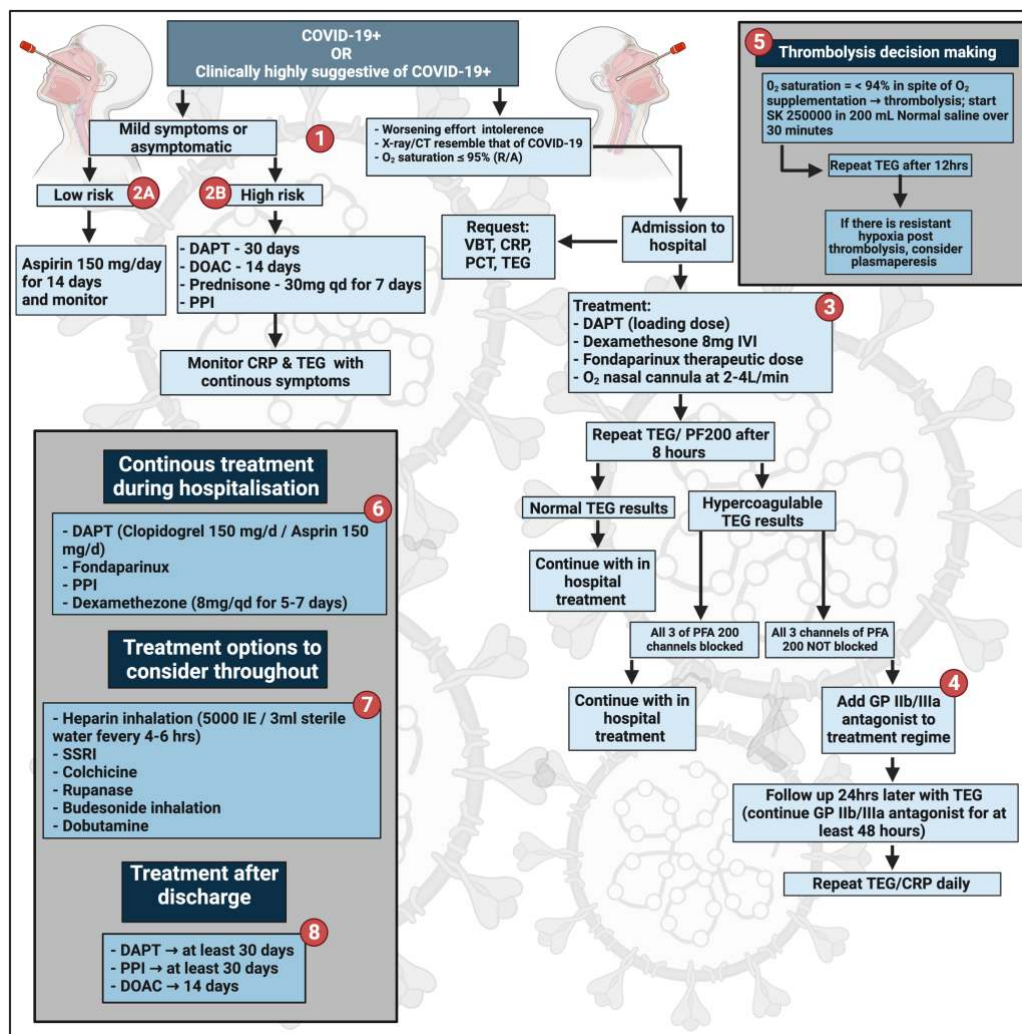 COVID-19+
OR
Clinically highly suggestive of COVID-19+
Mild symptoms or
asymptomatic
1
- Worsening effort intolerence
- X-ray/CT resemble that of COVID-19
- O₂ saturation ≤ 95% (R/A)
Low risk
2A
2B
High risk
Aspirin 150 mg/day
for 14 days
and monitor
- DAPT - 30 days
- DOAC - 14 days
- Prednisone - 30mg qd for 7 days
- PPI
Monitor CRP & TEG with
continous symptoms
Request:
VBT, CRP,
PCT, TEG
Admission to
hospital
3
Treatment:
- DAPT (loading dose)
- Dexamethesone 8mg IVI
- Fondaparinux therapeutic dose
- O₂ nasal cannula at 2-4L/min
Repeat TEG/ PF200 after
8 hours
Normal TEG results
Hypercoagulable
TEG results
Continue with in
hospital
treatment
All 3 of PFA 200
channels blocked
All 3 channels of PFA
200 NOT blocked
Continue with in
hospital
treatment
4
Add GP IIb/IIIa
antagonist to
treatment regime
Follow up 24hrs later with TEG
(continue GP IIb/IIIa antagonist for at
least 48 hours)
Repeat TEG/CRP daily
5
Thrombolysis decision making
0₂ saturation = < 94% in spite of O₂
supplementation → thrombolysis; start
SK 250000 in 200 mL Normal saline over
30 minutes
Repeat TEG after 12hrs
If there is resistant
hypoxia post
thrombolysis, consider
plasmaperesis
Continous treatment
during hospitalisation
6
- DAPT (Clopidogrel 150 mg/d / Asprin 150
mg/d)
- Fondaparinux
- PPI
- Dexamethezone (8mg/qd for 5-7 days)
Treatment options to
consider throughout
7
- Heparin inhalation (5000 IE / 3ml sterile
water fevery 4-6 hrs)
- SSRI
- Colchicine
- Rupanase
- Budesonide inhalation
- Dobutamine
Treatment after
discharge
8
- DAPT → at least 30 days
- PPI → at least 30 days
- DOAC → 14 days